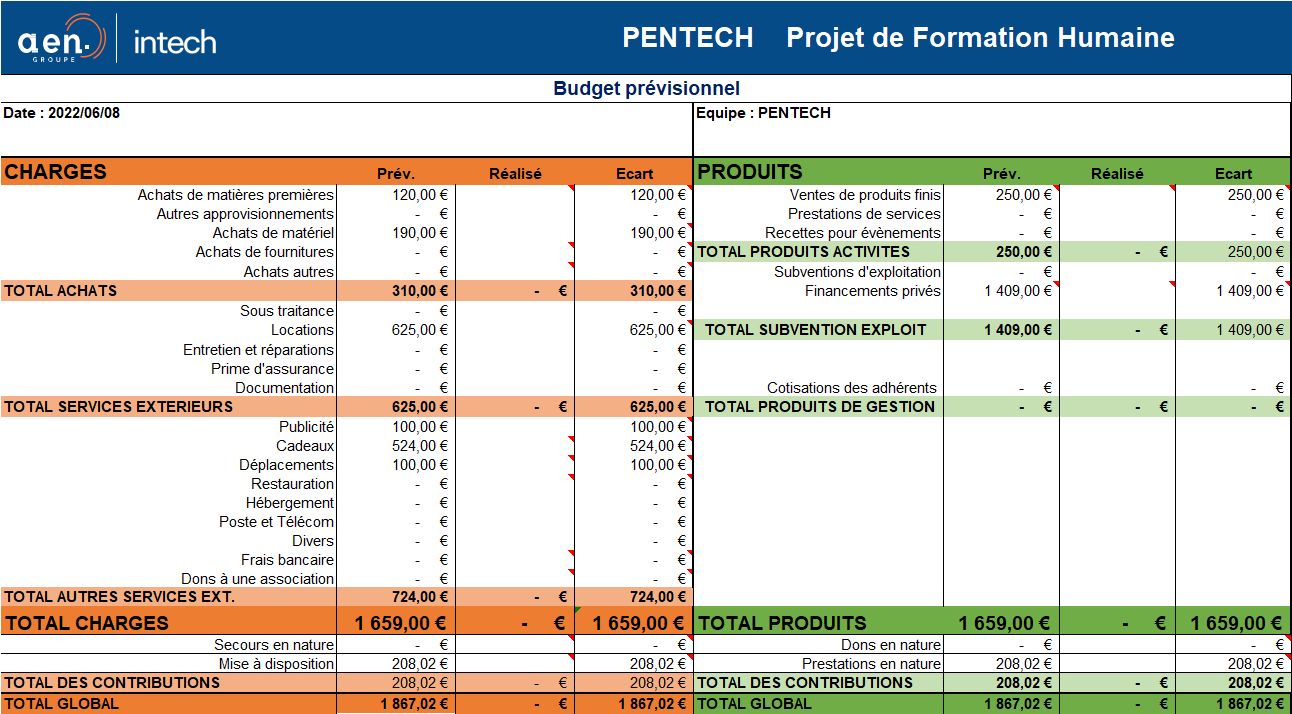 aen. GROUPE intech PENTECH Projet de Formation Humaine
Budget prévisionnel
Date : 2022/06/08 Equipe : PENTECH
CHARGES Prév. Réalisé Ecart PRODUITS Prév. Réalisé Ecart
Achats de matières premières 120,00 € 120,00 € Ventes de produits finis 250,00 € 250,00 €
Autres approvisionnements - € - € Prestations de services - € - €
Achats de matériel 190,00 € 190,00 € Recettes pour évènements - € - €
Achats de fournitures - € - € TOTAL PRODUITS ACTIVITES 250,00 € - € 250,00 €
Achats autres - € - € Subventions d'exploitation - € - €
TOTAL ACHATS 310,00 € - € 310,00 € Financements privés 1 409,00 € 1 409,00 €
Sous traitance - € - €
Locations 625,00 € 625,00 € TOTAL SUBVENTION EXPLOIT 1 409,00 € - € 1 409,00 €
Entretien et réparations - € - €
Prime d'assurance - € - €
Documentation - € - € Cotisations des adhérents - € - €
TOTAL SERVICES EXTERIEURS 625,00 € - € 625,00 € TOTAL PRODUITS DE GESTION - € - € - €
Publicité 100,00 € 100,00 €
Cadeaux 524,00 € 524,00 €
Déplacements 100,00 € 100,00 €
Restauration - € - €
Hébergement - € - €
Poste et Télécom - € - €
Divers - € - €
Frais bancaire - € - €
Dons à une association - € - €
TOTAL AUTRES SERVICES EXT. 724,00 € - € 724,00 €
TOTAL CHARGES 1 659,00 € - € 1 659,00 € TOTAL PRODUITS 1 659,00 € - € 1 659,00 €
Secours en nature - € - € Dons en nature - € - €
Mise à disposition 208,02 € 208,02 € Prestations en nature 208,02 € 208,02 €
TOTAL DES CONTRIBUTIONS 208,02 € - € 208,02 € TOTAL DES CONTRIBUTIONS 208,02 € - € 208,02 €
TOTAL GLOBAL 1 867,02 € - € 1 867,02 € TOTAL GLOBAL 1 867,02 € - € 1 867,02 €